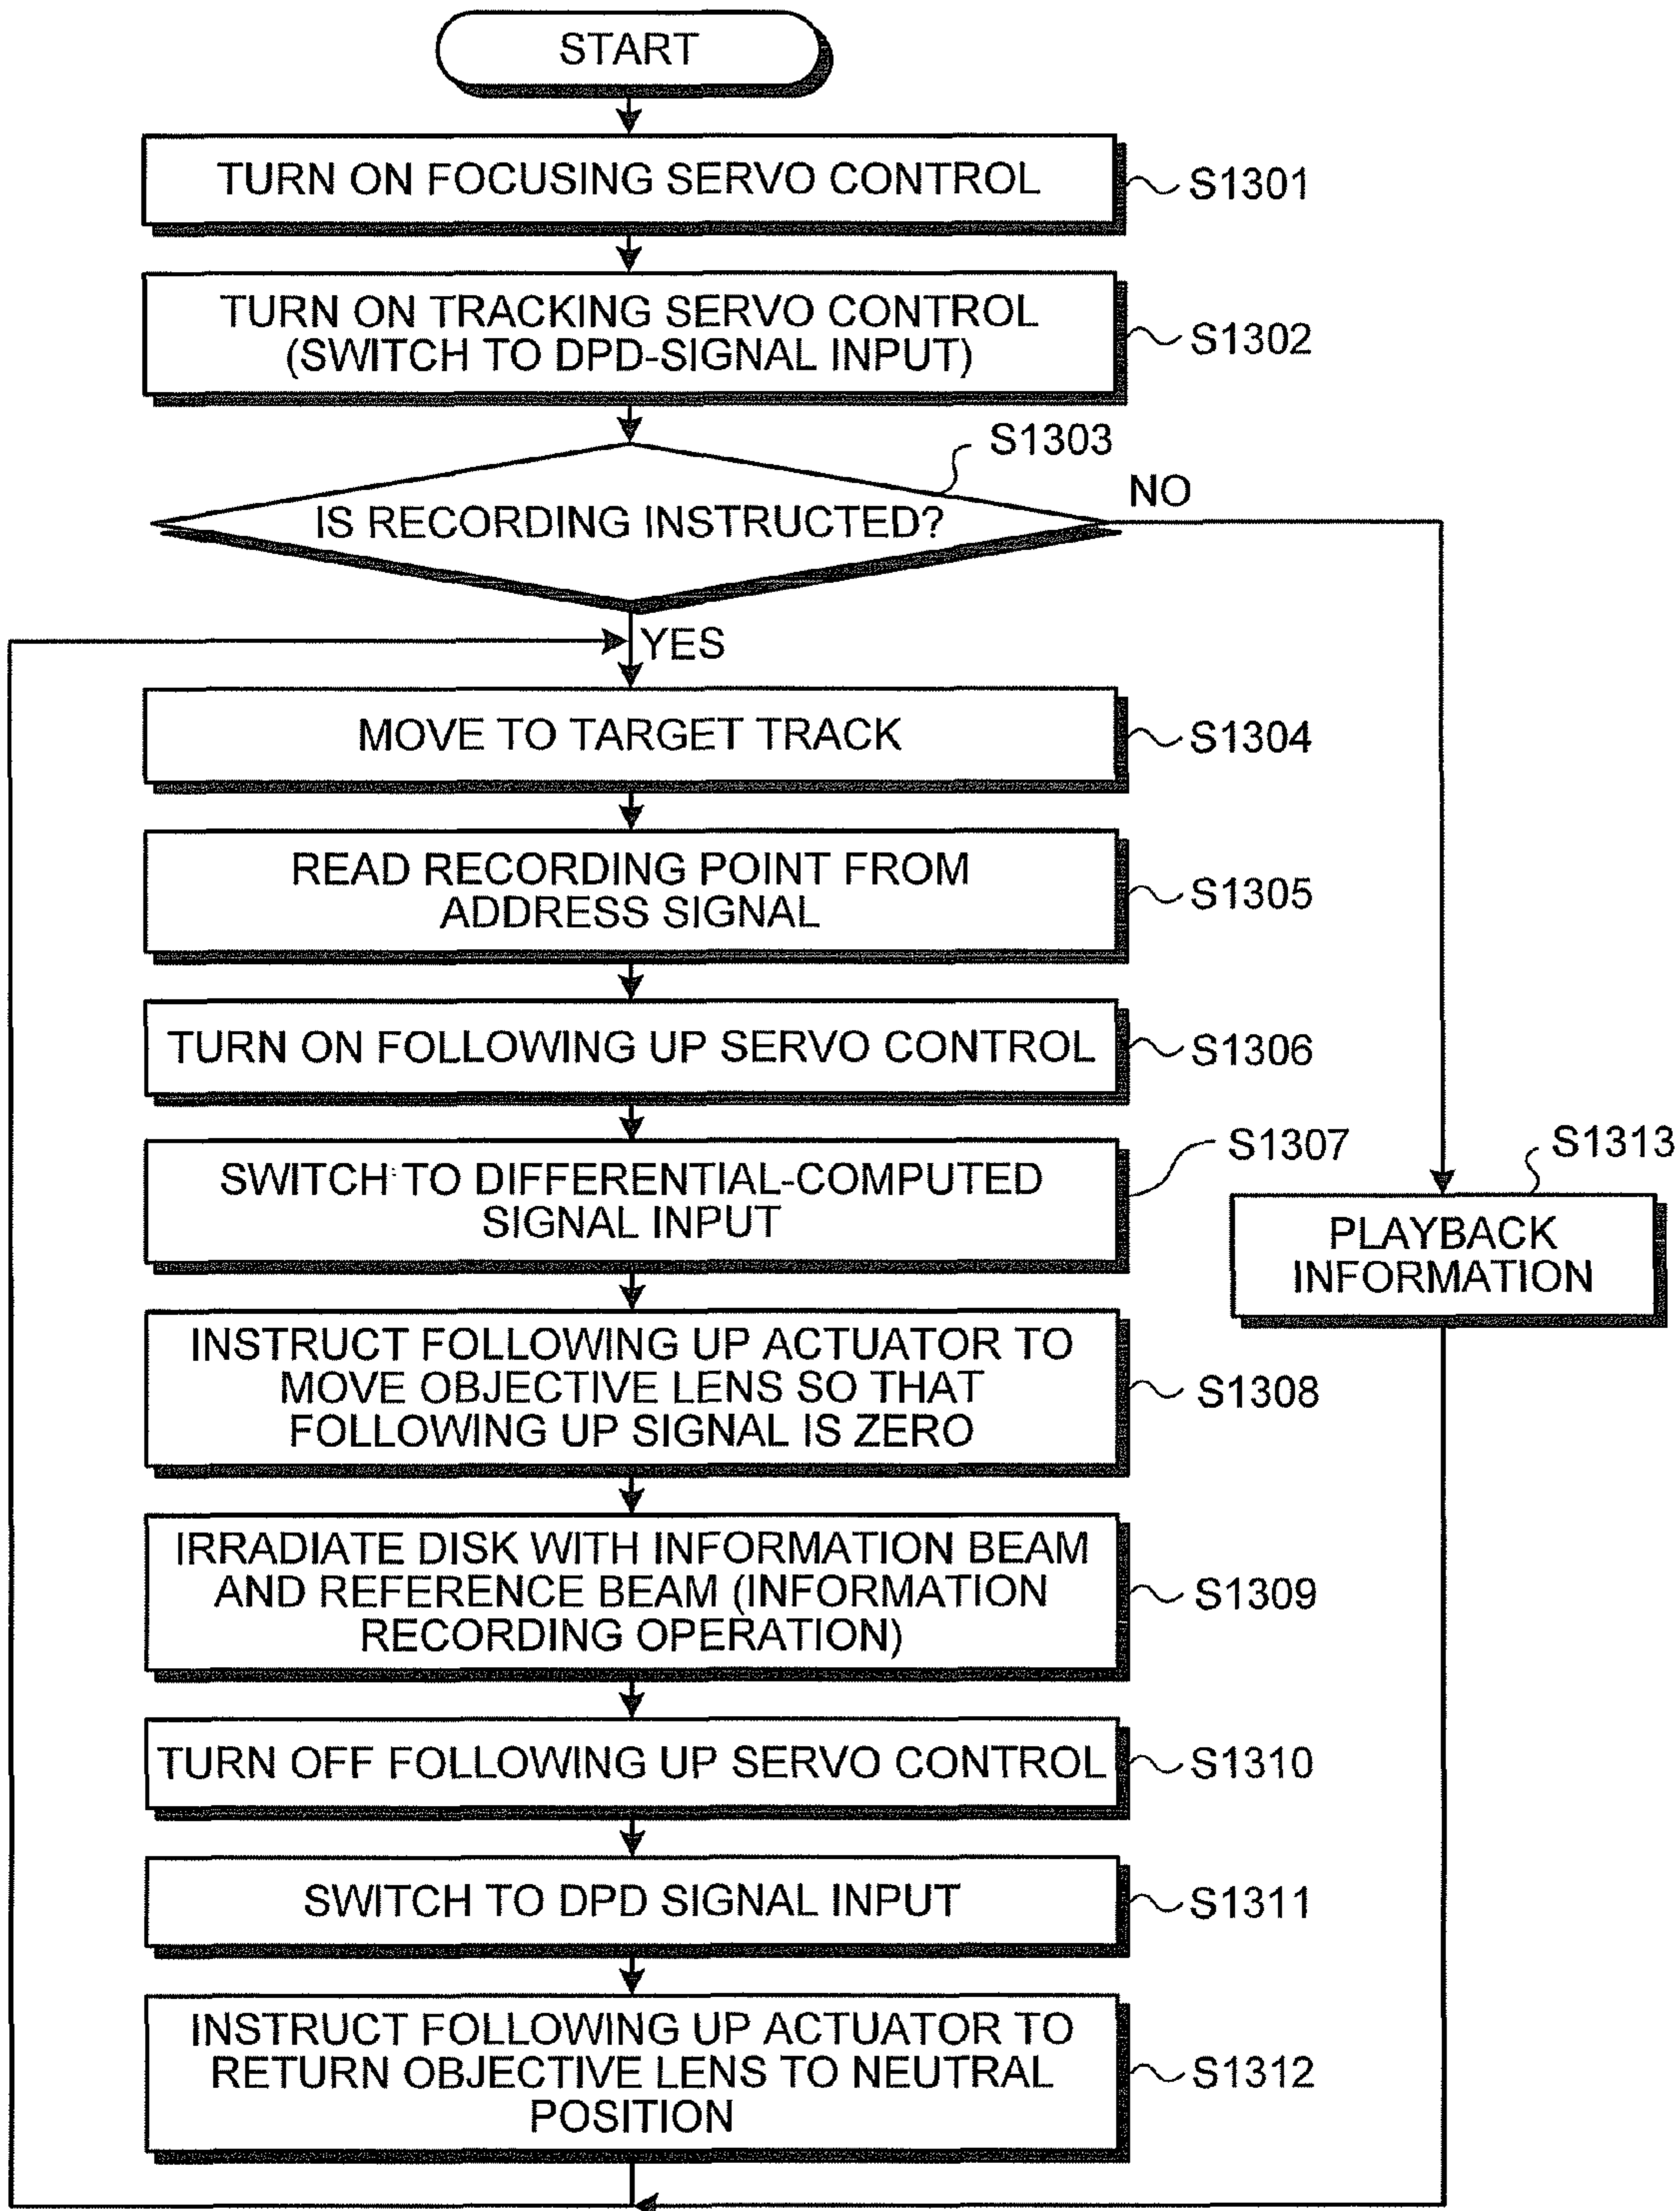 START
TURN ON FOCUSING SERVO CONTROL
S1301
TURN ON TRACKING SERVO CONTROL
(SWITCH TO DPD-SIGNAL INPUT)
S1302
S1303
IS RECORDING INSTRUCTED?
NO
YES
MOVE TO TARGET TRACK
S1304
READ RECORDING POINT FROM
ADDRESS SIGNAL
S1305
TURN ON FOLLOWING UP SERVO CONTROL
S1306
SWITCH TO DIFFERENTIAL-COMPUTED
SIGNAL INPUT
S1307
S1313
PLAYBACK
INFORMATION
INSTRUCT FOLLOWING UP ACTUATOR TO
MOVE OBJECTIVE LENS SO THAT
FOLLOWING UP SIGNAL IS ZERO
S1308
IRRADIATE DISK WITH INFORMATION BEAM
AND REFERENCE BEAM (INFORMATION
RECORDING OPERATION)
S1309
TURN OFF FOLLOWING UP SERVO CONTROL
S1310
SWITCH TO DPD SIGNAL INPUT
S1311
INSTRUCT FOLLOWING UP ACTUATOR TO
RETURN OBJECTIVE LENS TO NEUTRAL
POSITION
S1312